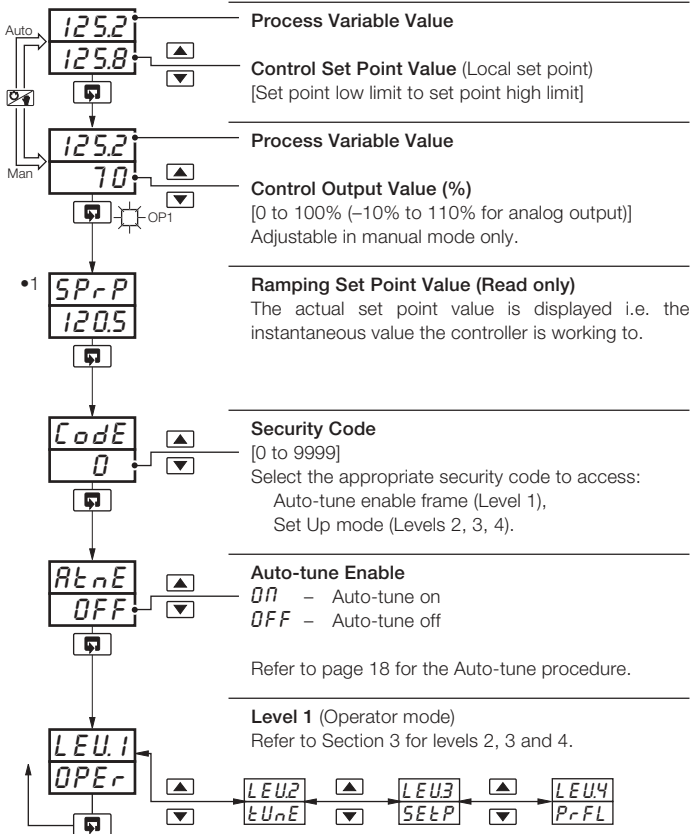 Auto
125.2
Process Variable Value
125.8
Control Set Point Value (Local set point)
[Set point low limit to set point high limit]
Man
125.2
Process Variable Value
70
Control Output Value (%)
[0 to 100% (–10% to 110% for analog output)]
Adjustable in manual mode only.
OP1
•1
SPrP
Ramping Set Point Value (Read only)
120.5
The actual set point value is displayed i.e. the
instantaneous value the controller is working to.
CodE
Security Code
0
[0 to 9999]
Select the appropriate security code to access:
Auto-tune enable frame (Level 1),
Set Up mode (Levels 2, 3, 4).
AtnE
Auto-tune Enable
OFF
On – Auto-tune on
OFF – Auto-tune off
Refer to page 18 for the Auto-tune procedure.
LEU.1
Level 1 (Operator mode)
OPEr
Refer to Section 3 for levels 2, 3 and 4.
LEU.2
LEU.3
LEU.4
tUnE
SEtP
PrFL